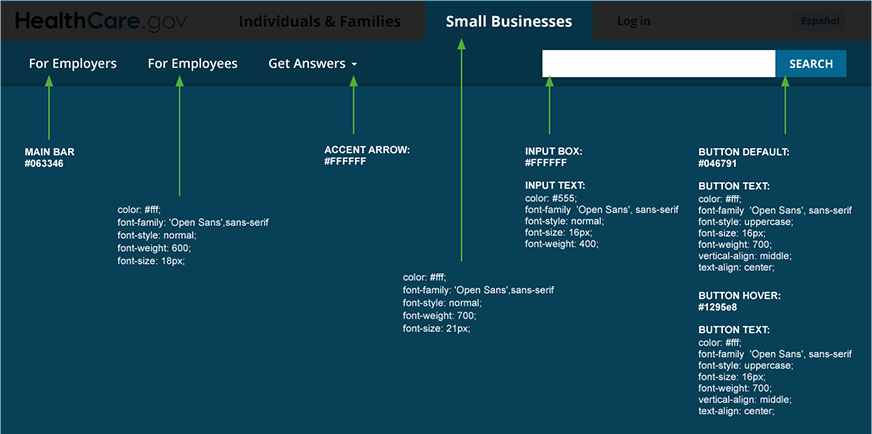 HealthCare.gov
Individuals & Families
Small Businesses
Log in
Español
For Employers
For Employees
Get Answers
SEARCH
MAIN BAR
#063346
color: #fff;
font-family: 'Open Sans',sans-serif
font-style: normal;
font-weight: 600;
font-size: 18px;
ACCENT ARROW:
#FFFFFF
color: #fff;
font-family: 'Open Sans',sans-serif
font-style: normal;
font-weight: 700;
font-size: 21px;
INPUT BOX:
#FFFFFF
INPUT TEXT:
color: #555;
font-family  'Open Sans', sans-serif
font-style: normal;
font-size: 16px;
font-weight: 400;
BUTTON DEFAULT:
#046791
BUTTON TEXT:
color: #fff;
font-family  'Open Sans', sans-serif
font-style: uppercase;
font-size: 16px;
font-weight: 700;
vertical-align: middle;
text-align: center;
BUTTON HOVER:
#1295e8
BUTTON TEXT:
color: #fff;
font-family  'Open Sans', sans-serif
font-style: uppercase;
font-size: 16px;
font-weight: 700;
vertical-align: middle;
text-align: center;